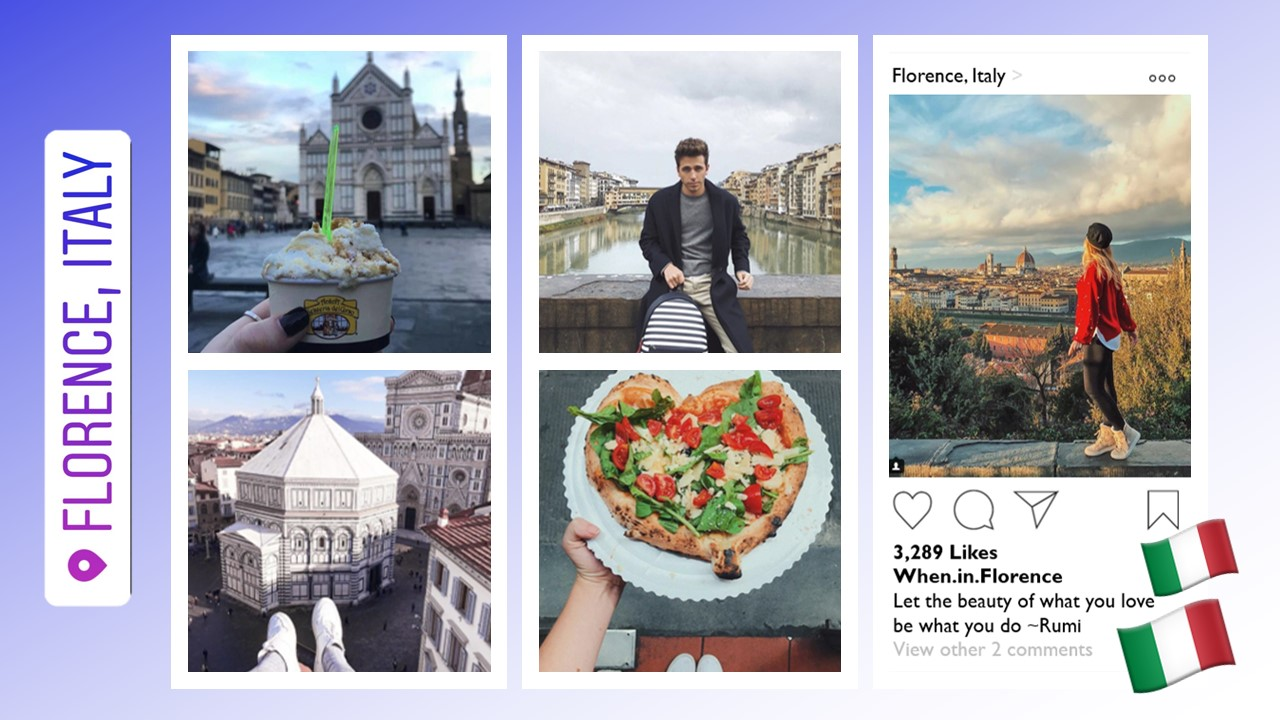 FLORENCE, ITALY
Florence, Italy >
3,289 Likes
When.in.Florence
Let the beauty of what you love
be what you do ~Rumi
View other 2 comments